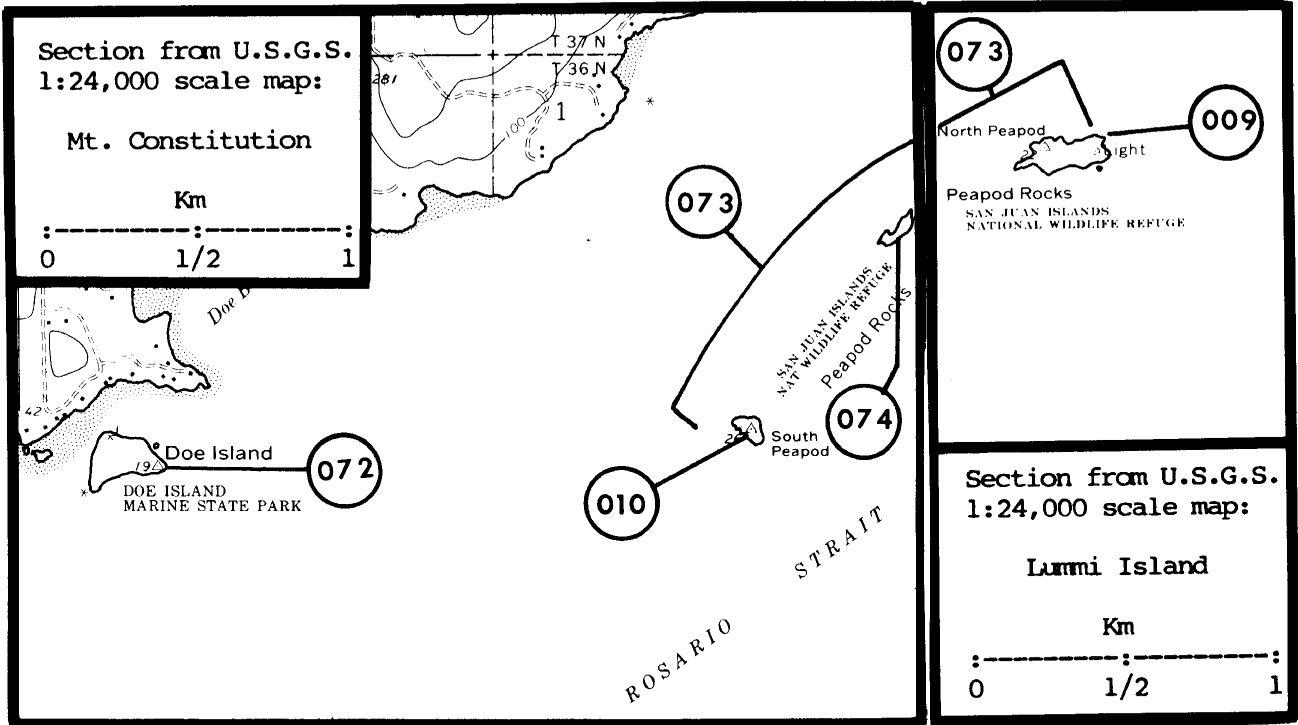 Section from U.S.G.S.
1:24,000 scale map:
Mt. Constitution
Km
0 1/2 1
281
T 37 N
T 36 N
1
100
Doe
42
Doe Island
19
DOE ISLAND
MARINE STATE PARK
072
073
SAN JUAN ISLANDS
NAT WILDLIFE REFUGE
Peapod Rocks
074
South
Peapod
010
ROSARIO STRAIT
073
009
North Peapod
Light
Peapod Rocks
SAN JUAN ISLANDS
NATIONAL WILDLIFE REFUGE
Section from U.S.G.S.
1:24,000 scale map:
Lummi Island
Km
0 1/2 1